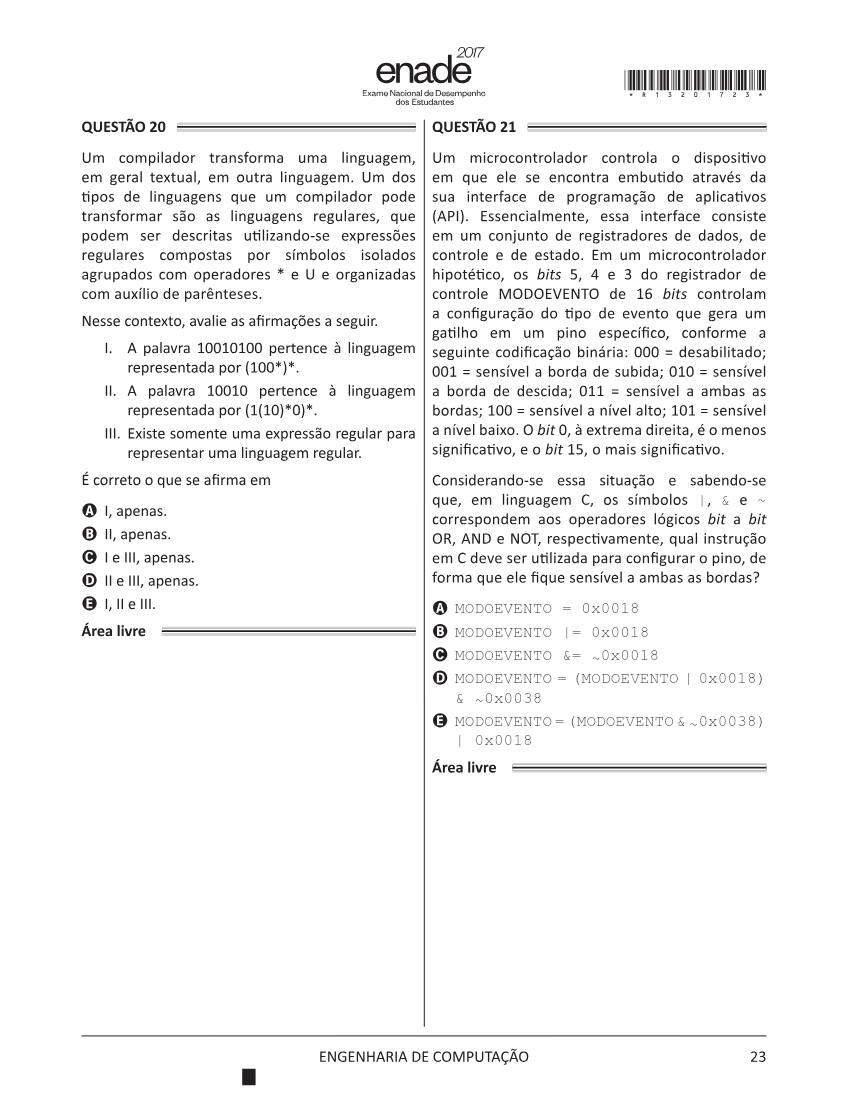 2017
enade
Exame Nacional de Desempenho
dos Estudantes
* R 1 3 2 0 1 7 2 3 *
QUESTÃO 20
Um compilador transforma uma linguagem,
em geral textual, em outra linguagem. Um dos
tipos de linguagens que um compilador pode
transformar são as linguagens regulares, que
podem ser descritas utilizando-se expressões
regulares compostas por símbolos isolados
agrupados com operadores * e U e organizadas
com auxílio de parênteses.
Nesse contexto, avalie as afirmações a seguir.
I. A palavra 10010100 pertence à linguagem
representada por (100*)*.
II. A palavra 10010 pertence à linguagem
representada por (1(10)*0)*.
III. Existe somente uma expressão regular para
representar uma linguagem regular.
É correto o que se afirma em
A I, apenas.
B II, apenas.
C I e III, apenas.
D II e III, apenas.
E I, II e III.
Área livre
QUESTÃO 21
Um microcontrolador controla o dispositivo
em que ele se encontra embutido através da
sua interface de programação de aplicativos
(API). Essencialmente, essa interface consiste
em um conjunto de registradores de dados, de
controle e de estado. Em um microcontrolador
hipotético, os bits 5, 4 e 3 do registrador de
controle MODOEVENTO de 16 bits controlam
a configuração do tipo de evento que gera um
gatilho em um pino específico, conforme a
seguinte codificação binária: 000 = desabilitado;
001 = sensível a borda de subida; 010 = sensível
a borda de descida; 011 = sensível a ambas as
bordas; 100 = sensível a nível alto; 101 = sensível
a nível baixo. O bit 0, à extrema direita, é o menos
significativo, e o bit 15, o mais significativo.
Considerando-se essa situação e sabendo-se
que, em linguagem C, os símbolos |, & e ~
correspondem aos operadores lógicos bit a bit
OR, AND e NOT, respectivamente, qual instrução
em C deve ser utilizada para configurar o pino, de
forma que ele fique sensível a ambas as bordas?
A MODOEVENTO = 0x0018
B MODOEVENTO |= 0x0018
C MODOEVENTO &= ~0x0018
D MODOEVENTO = (MODOEVENTO | 0x0018)
& ~0x0038
E MODOEVENTO = (MODOEVENTO & ~0x0038)
| 0x0018
Área livre
ENGENHARIA DE COMPUTAÇÃO
23